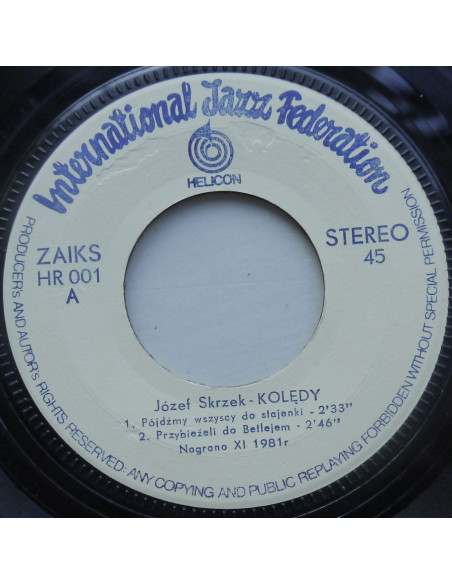 International Jazz Federation
HELICON
ZAIKS
HR 001
A
STEREO
45
Józef Skrzek - KOLĘDY
1. Pójdźmy wszyscy do stajenki - 2'33"
2. Przybieżeli do Betlejem - 2'46"
Nagrano XI 1981r
PRODUCER'S AND AUTOR'S RIGHTS RESERVED: ANY COPYING AND PUBLIC REPLAYING FORBIDDEN WITHOUT SPECIAL PERMISSION